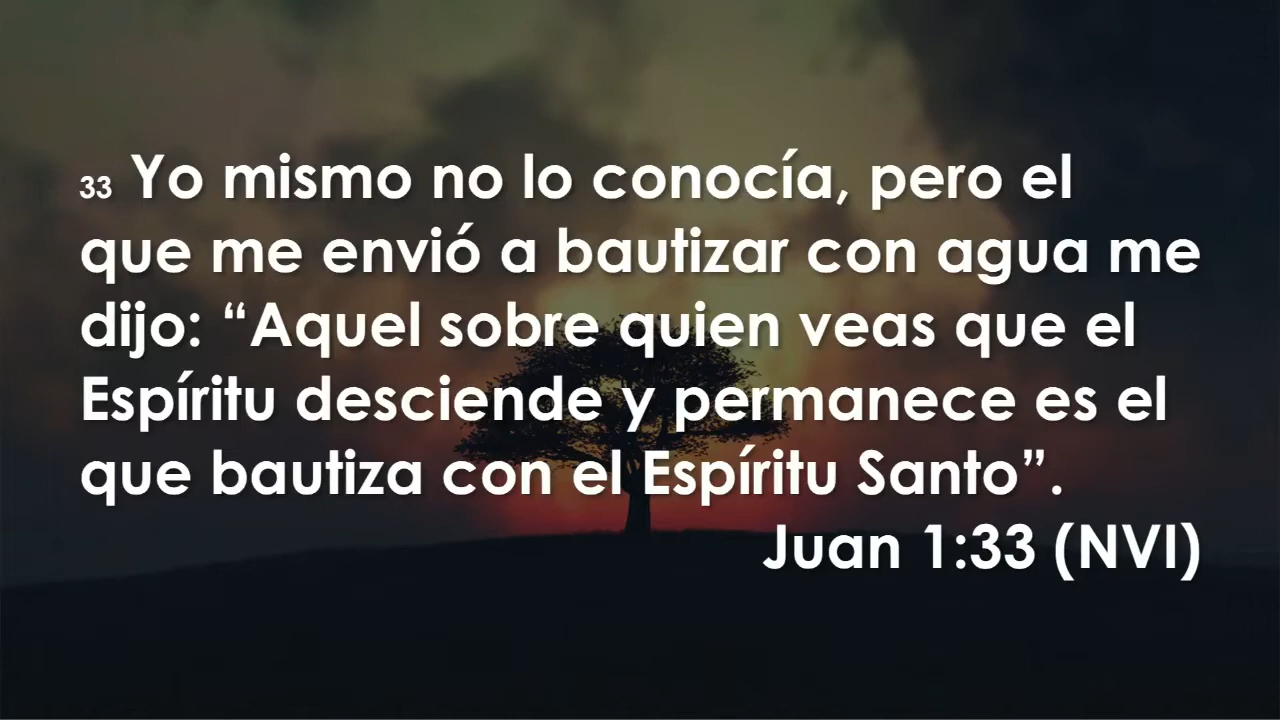 33 Yo mismo no lo conocía, pero el
que me envió a bautizar con agua me
dijo: “Aquel sobre quien veas que el
Espíritu desciende y permanece es el
que bautiza con el Espíritu Santo”.
Juan 1:33 (NVI)